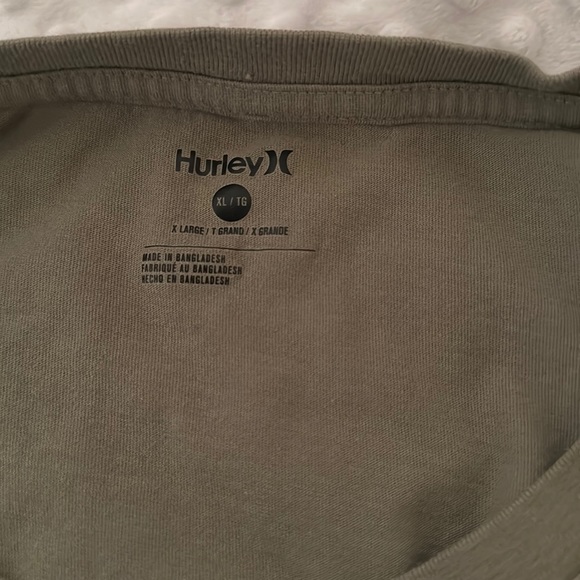 Hurley
XL / TG
X LARGE / T GRAND / X GRANDE
MADE IN BANGLADESH
FABRIQUÉ AU BANGLADESH
HECHO EN BANGLADESH